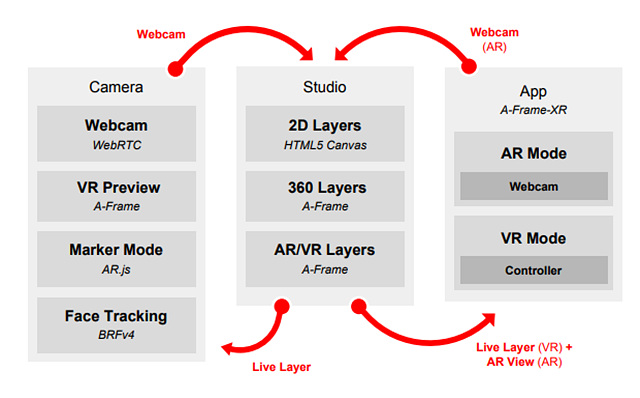 Webcam
Webcam
(AR)
Camera
Webcam
WebRTC
VR Preview
A-Frame
Marker Mode
AR.js
Face Tracking
BRFv4
Studio
2D Layers
HTML5 Canvas
360 Layers
A-Frame
AR/VR Layers
A-Frame
App
A-Frame-XR
AR Mode
Webcam
VR Mode
Controller
Live Layer
Live Layer (VR) +
AR View (AR)